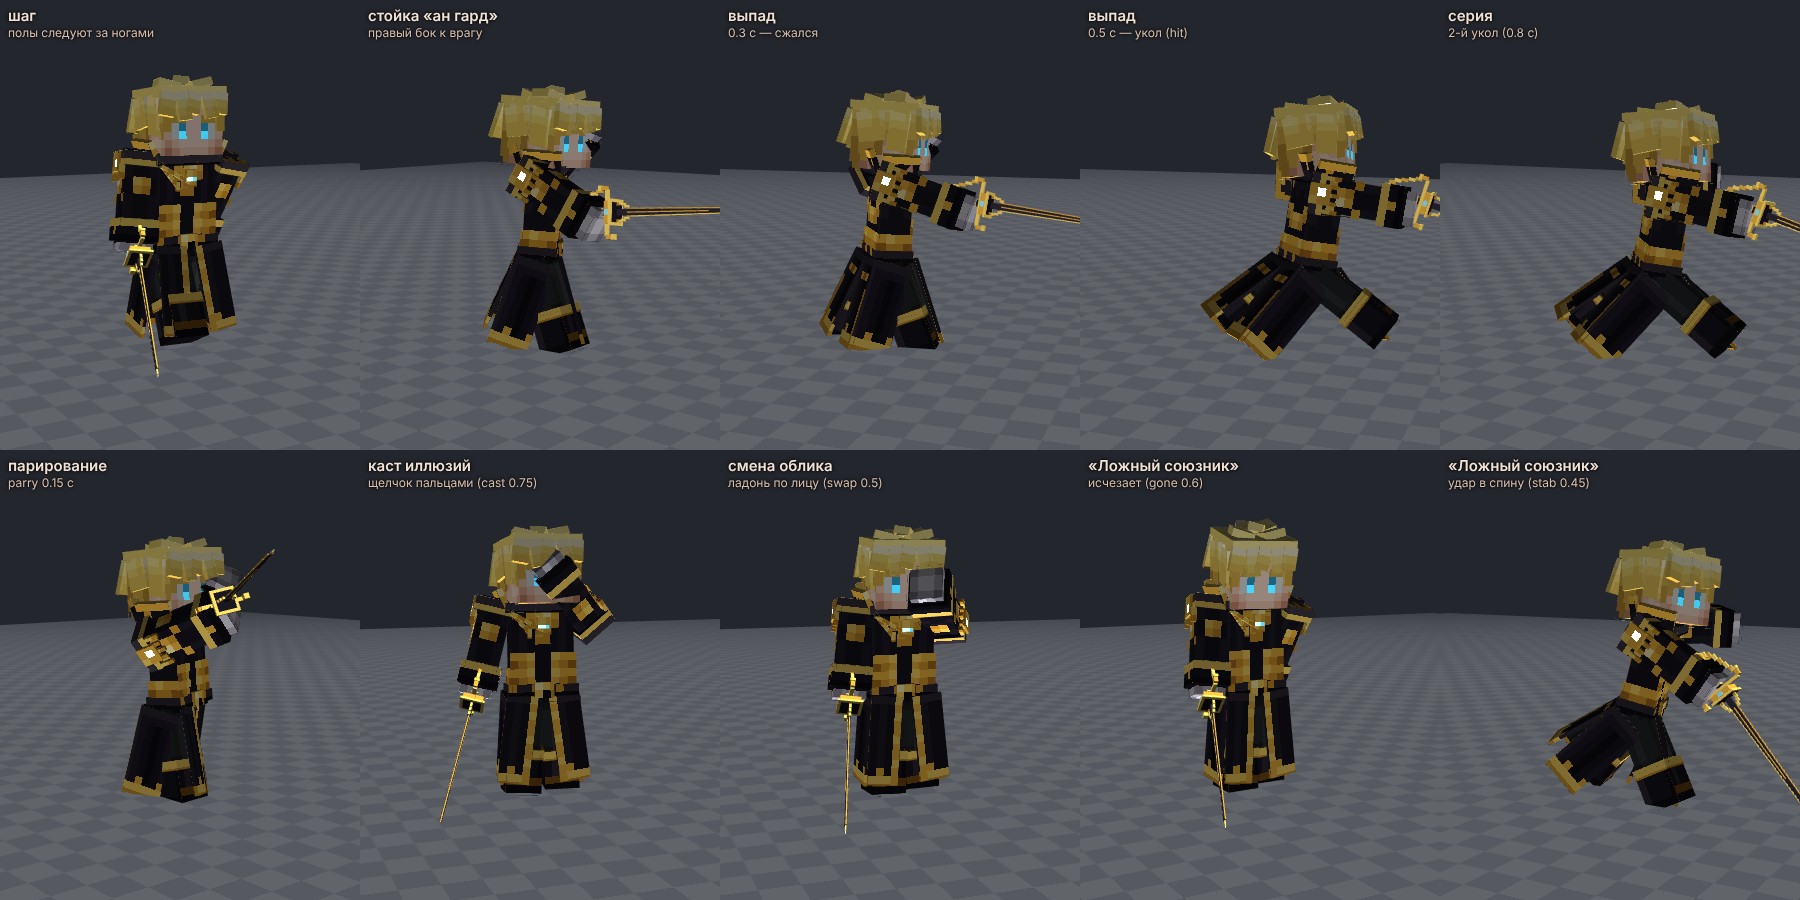 шаг
полы следуют за ногами
стойка «ан гард»
правый бок к врагу
выпад
0.3 с — сжался
выпад
0.5 с — укол (hit)
серия
2-й укол (0.8 с)
парирование
parry 0.15 с
каст иллюзий
щелчок пальцами (cast 0.75)
смена облика
ладонь по лицу (swap 0.5)
«Ложный союзник»
исчезает (gone 0.6)
«Ложный союзник»
удар в спину (stab 0.45)